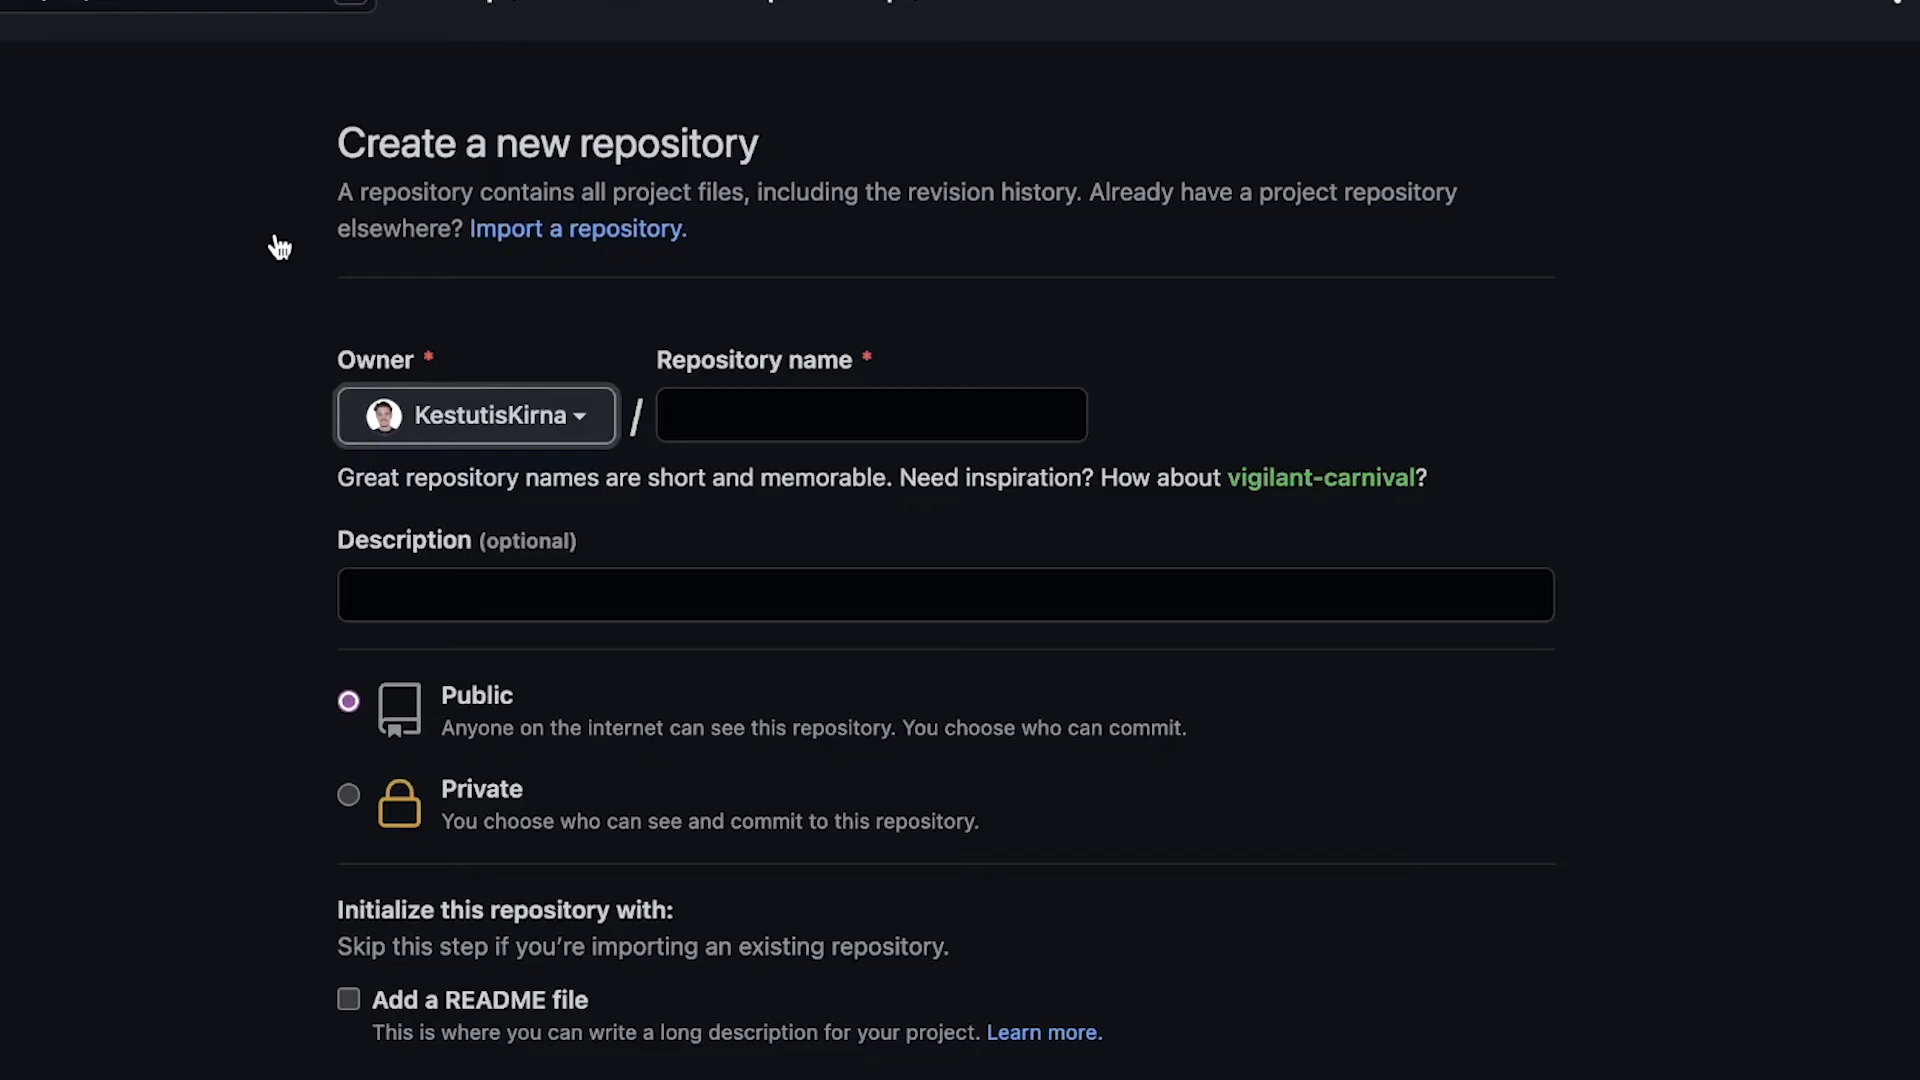 Create a new repository
A repository contains all project files, including the revision history. Already have a project repository
elsewhere? Import a repository.
Owner * Repository name *
KestutisKirna /
Great repository names are short and memorable. Need inspiration? How about vigilant-carnival?
Description (optional)
Public
Anyone on the internet can see this repository. You choose who can commit.
Private
You choose who can see and commit to this repository.
Initialize this repository with:
Skip this step if you’re importing an existing repository.
Add a README file
This is where you can write a long description for your project. Learn more.